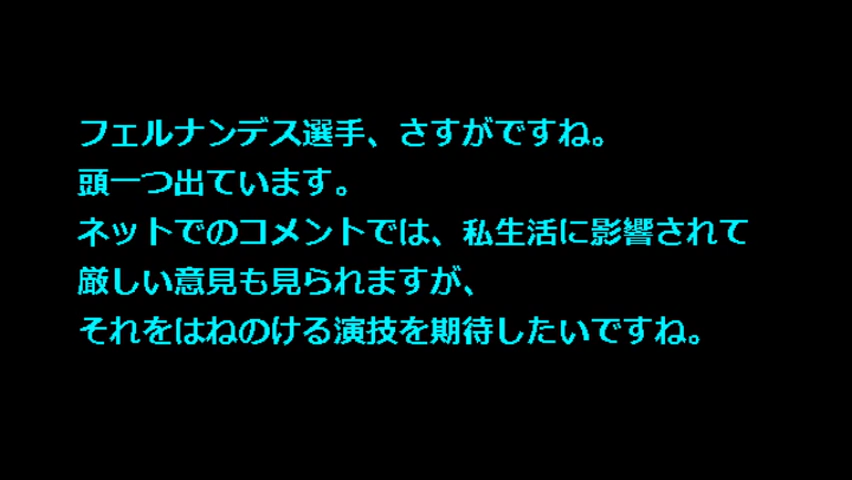 フェルナンデス選手、さすがですね。
頭一つ出ています。
ネットでのコメントでは、私生活に影響されて
厳しい意見も見られますが、
それをはねのける演技を期待したいですね。